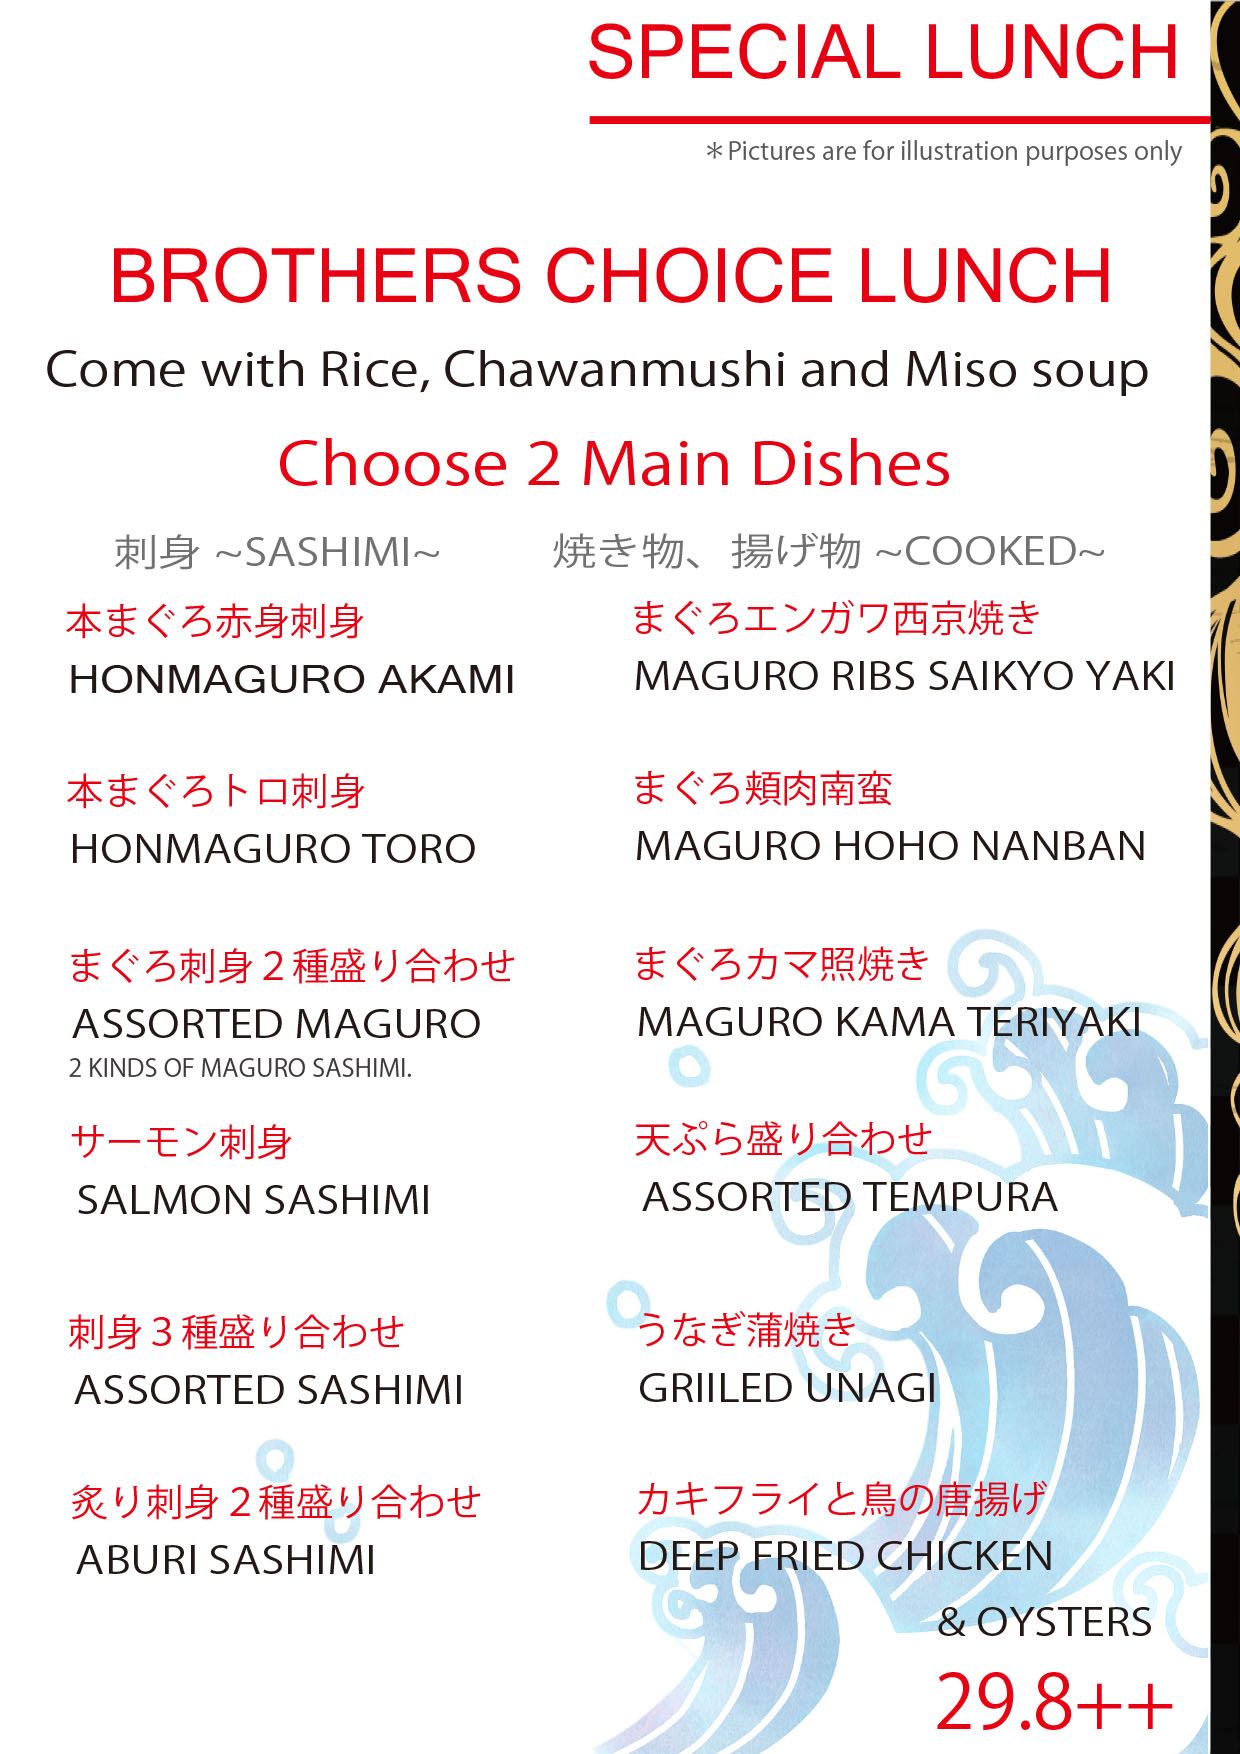 SPECIAL LUNCH
＊Pictures are for illustration purposes only
BROTHERS CHOICE LUNCH
Come with Rice, Chawanmushi and Miso soup
Choose 2 Main Dishes
刺身 ~SASHIMI~
本まぐろ赤身刺身
HONMAGURO AKAMI
本まぐろトロ刺身
HONMAGURO TORO
まぐろ刺身２種盛り合わせ
ASSORTED MAGURO
2 KINDS OF MAGURO SASHIMI.
サーモン刺身
SALMON SASHIMI
刺身３種盛り合わせ
ASSORTED SASHIMI
炙り刺身２種盛り合わせ
ABURI SASHIMI
焼き物、揚げ物 ~COOKED~
まぐろエンガワ西京焼き
MAGURO RIBS SAIKYO YAKI
まぐろ頬肉南蛮
MAGURO HOHO NANBAN
まぐろカマ照焼き
MAGURO KAMA TERIYAKI
天ぷら盛り合わせ
ASSORTED TEMPURA
うなぎ蒲焼き
GRIILED UNAGI
カキフライと鳥の唐揚げ
DEEP FRIED CHICKEN
& OYSTERS
29.8++